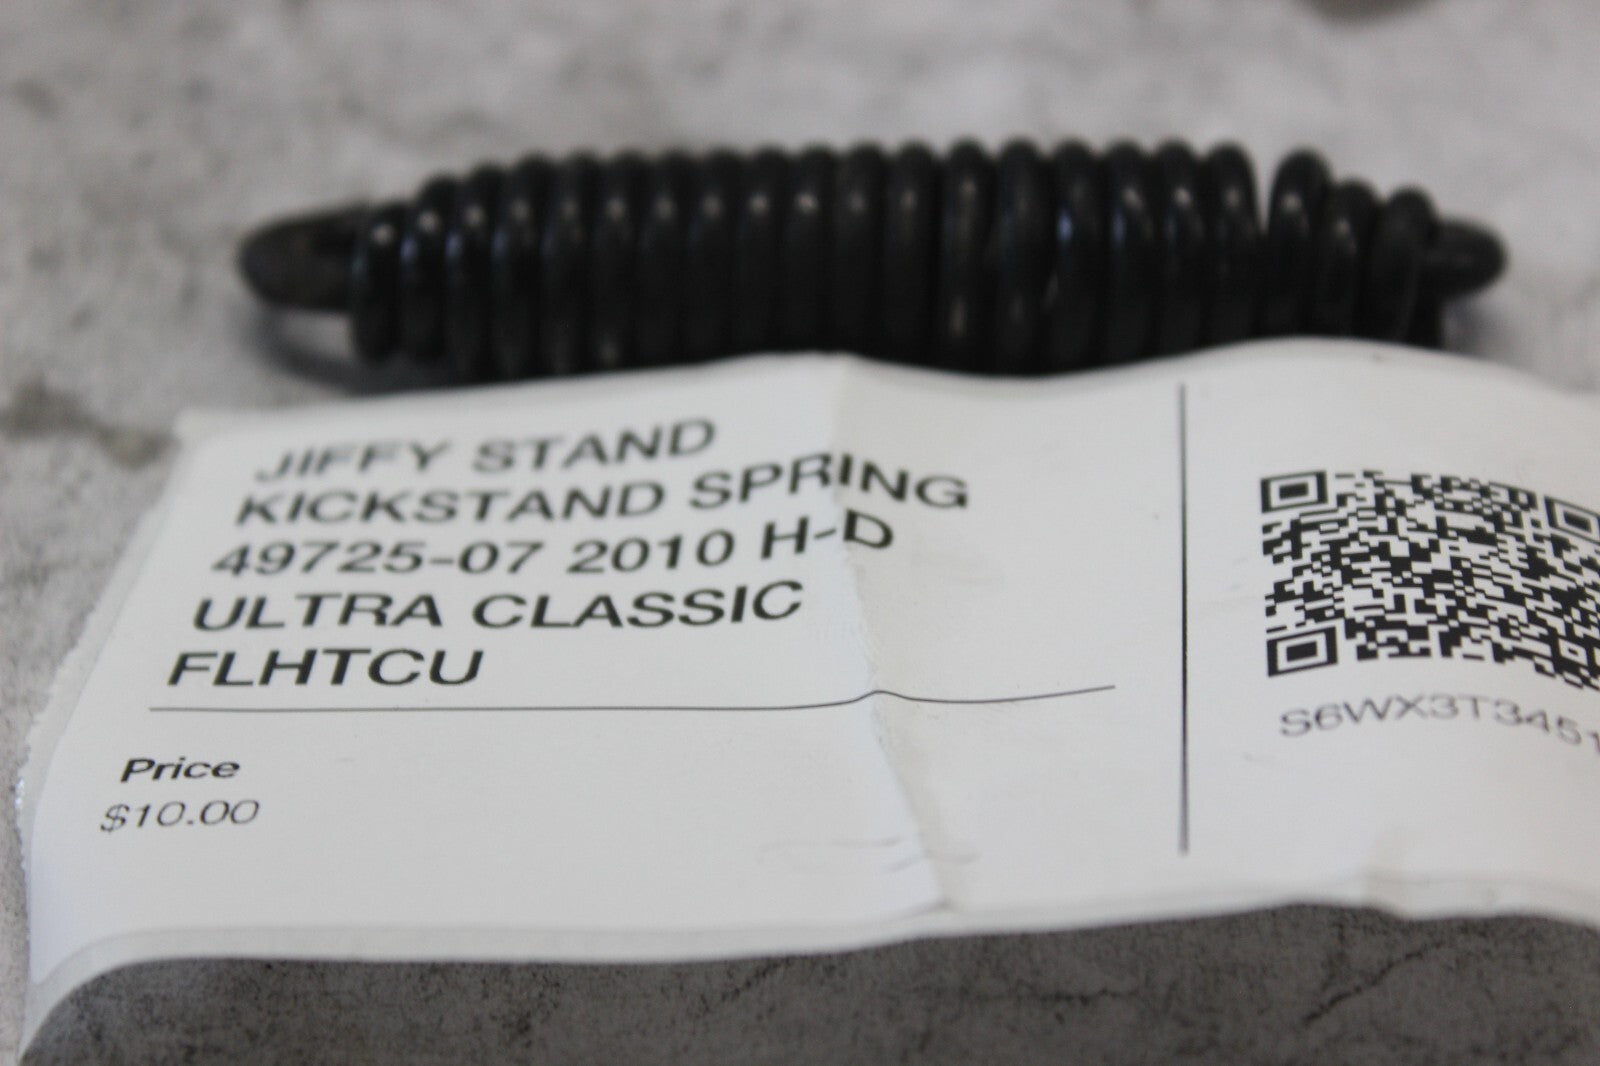 JIFFY STAND
KICKSTAND SPRING
49725-07 2010 H-D
ULTRA CLASSIC
FLHTCU
Price
$10.00
S6WX3T3451